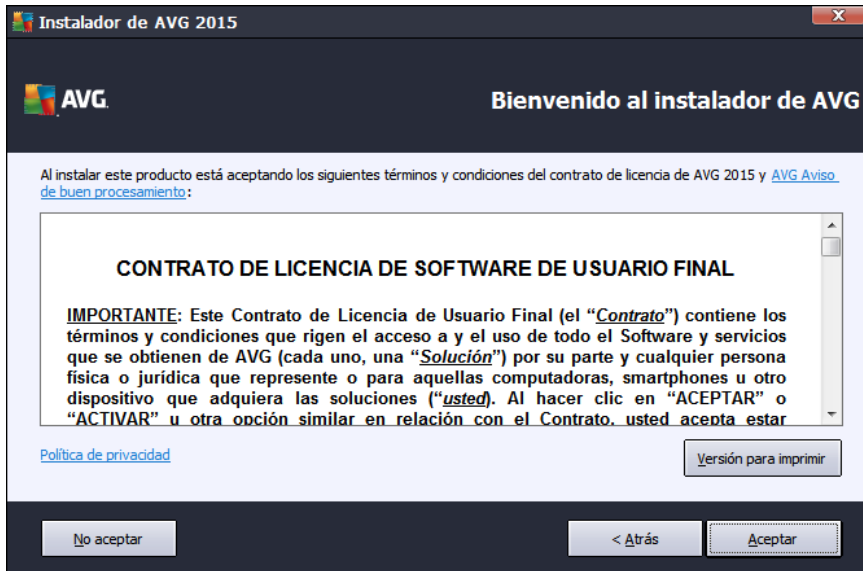 Instalador de AVG 2015
X
AVG.
Bienvenido al instalador de AVG
Al instalar este producto está aceptando los siguientes términos y condiciones del contrato de licencia de AVG 2015 y AVG Aviso
de buen procesamiento:
CONTRATO DE LICENCIA DE SOFTWARE DE USUARIO FINAL
IMPORTANTE: Este Contrato de Licencia de Usuario Final (el “Contrato”) contiene los
términos y condiciones que rigen el acceso a y el uso de todo el Software y servicios
que se obtienen de AVG (cada uno, una “Solución”) por su parte y cualquier persona
física o jurídica que represente o para aquellas computadoras, smartphones u otro
dispositivo que adquiera las soluciones (“usted). Al hacer clic en “ACEPTAR” o
“ACTIVAR” u otra opción similar en relación con el Contrato, usted acepta estar
Política de privacidad
Versión para imprimir
No aceptar
< Atrás
Aceptar